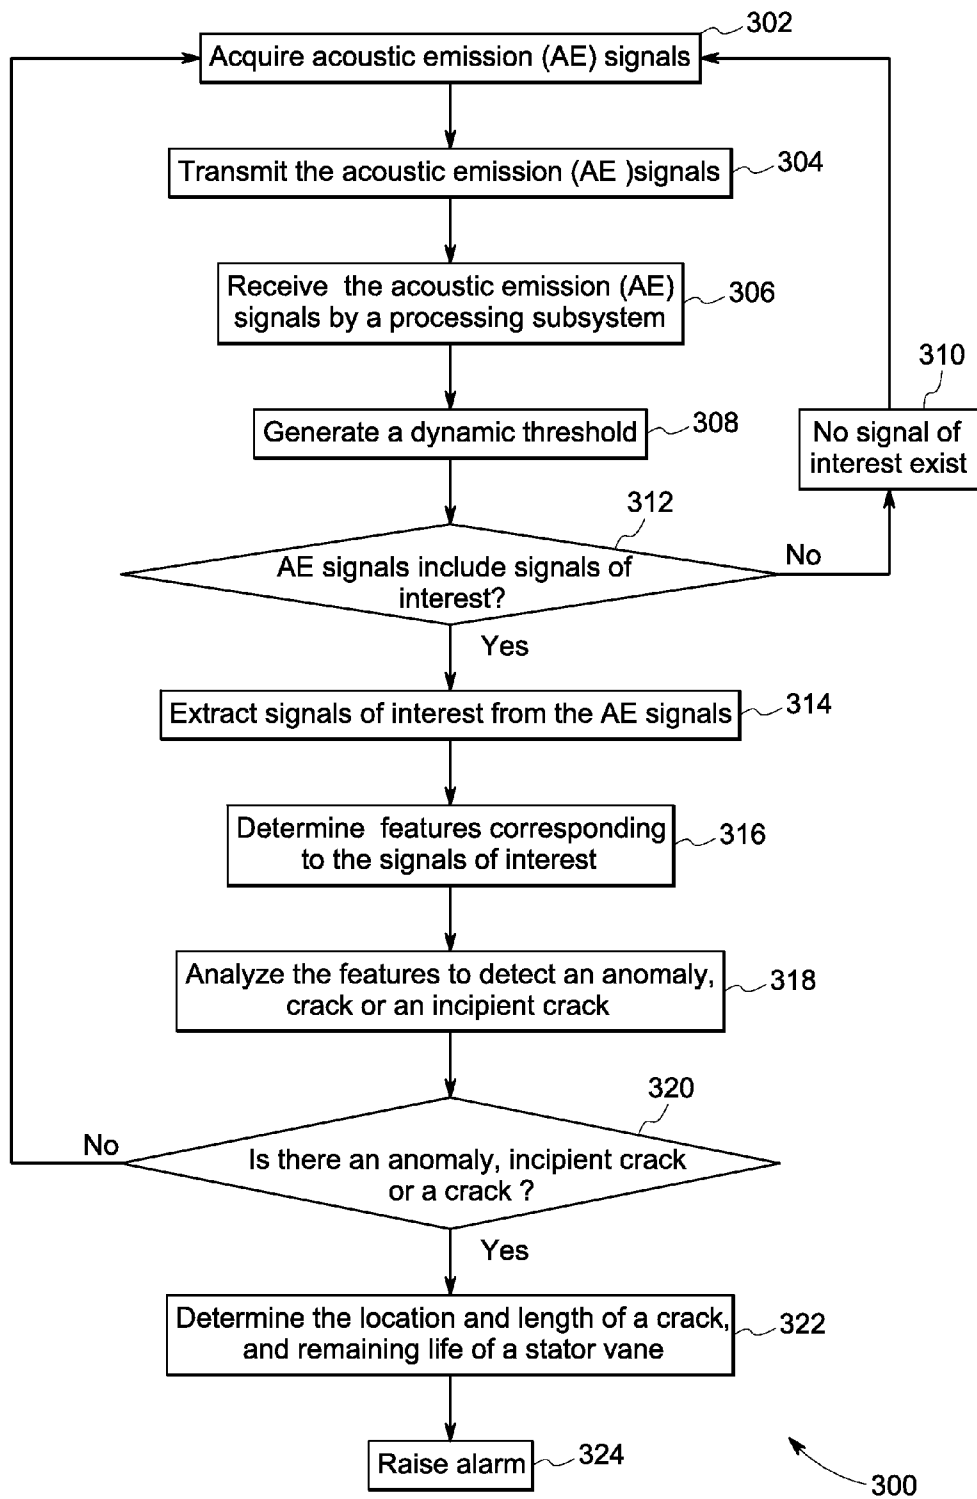 302
Acquire acoustic emission (AE) signals
Transmit the acoustic emission (AE )signals
304
Receive the acoustic emission (AE)
signals by a processing subsystem
306
310
Generate a dynamic threshold
308
No signal of
interest exist
312
AE signals include signals of
interest?
No
Yes
Extract signals of interest from the AE signals
314
Determine features corresponding
to the signals of interest
316
Analyze the features to detect an anomaly,
crack or an incipient crack
318
320
No
Is there an anomaly, incipient crack
or a crack ?
Yes
Determine the location and length of a crack,
and remaining life of a stator vane
322
Raise alarm
324
300